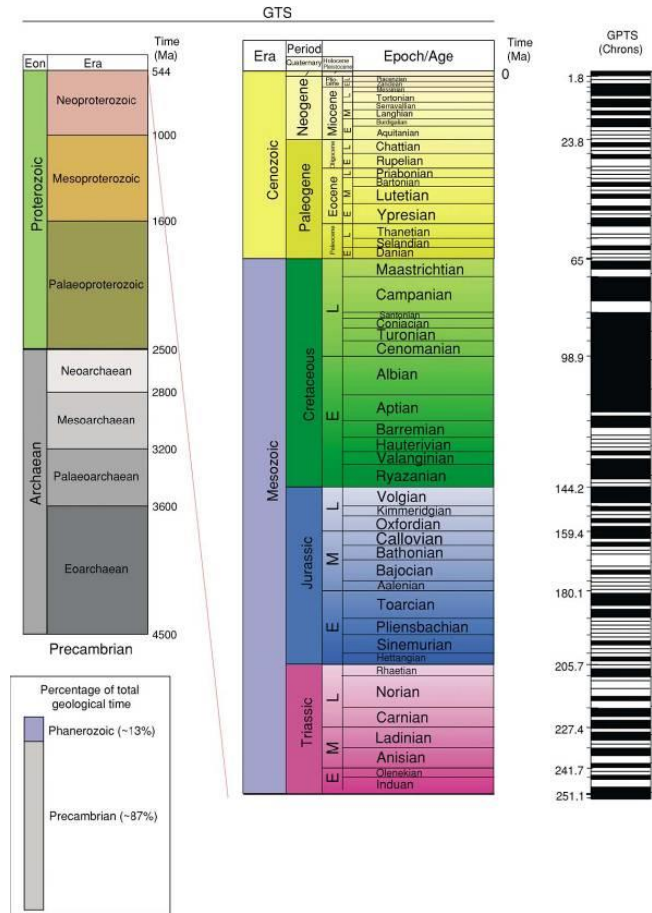 GTS
Time
(Ma)
Eon
Era
544
Proterozoic
Neoproterozoic
1000
Mesoproterozoic
1600
Palaeoproterozoic
2500
Archaean
Neoarchaean
2800
Mesoarchaean
3200
Palaeoarchaean
3600
Eoarchaean
4500
Precambrian
Percentage of total
geological time
Phanerozoic (~13%)
Precambrian (~87%)
Era
Period
Epoch/Age
Time
(Ma)
Quaternary
Holocene
Pleistocene
0
Cenozoic
Neogene
Miocene
L
M
E
Piacenzian
Zanclean
Messinian
Tortonian
Serravallian
Langhian
Burdigalian
Aquitanian
Paleogene
Oligocene
L
E
Chattian
Rupelian
Eocene
L
M
E
Priabonian
Bartonian
Lutetian
Ypresian
Paleocene
L
E
Thanetian
Selandian
Danian
Mesozoic
Cretaceous
L
Maastrichtian
Campanian
Santonian
Coniacian
Turonian
Cenomanian
E
Albian
Aptian
Barremian
Hauterivian
Valanginian
Ryazanian
Jurassic
L
Volgian
Kimmeridgian
Oxfordian
M
Callovian
Bathonian
Bajocian
Aalenian
E
Toarcian
Pliensbachian
Sinemurian
Hettangian
Triassic
L
Rhaetian
Norian
Carnian
M
Ladinian
Anisian
E
Olenekian
Induan
GPTS
(Chrons)
1.8
23.8
65
98.9
144.2
159.4
180.1
205.7
227.4
241.7
251.1